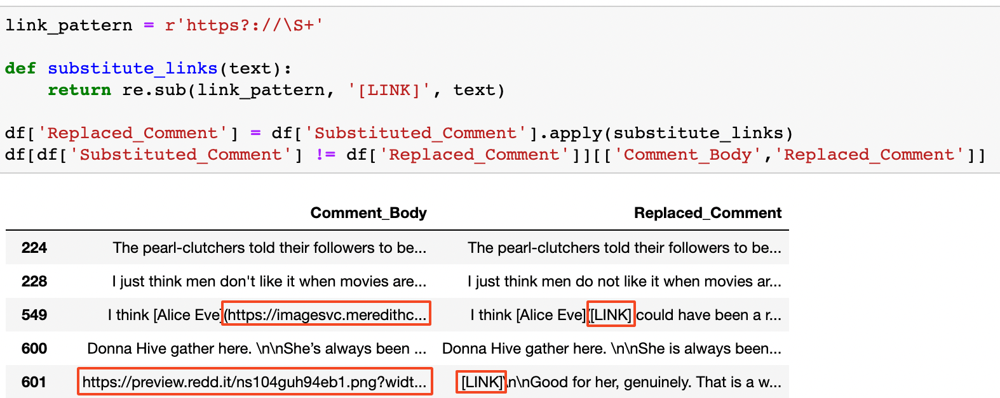 link_pattern = r'https?://\S+'
def substitute_links(text):
    return re.sub(link_pattern, '[LINK]', text)
df['Replaced_Comment'] = df['Substituted_Comment'].apply(substitute_links)
df[df['Substituted_Comment'] != df['Replaced_Comment']][['Comment_Body','Replaced_Comment']]
Comment_Body Replaced_Comment
224 The pearl-clutchers told their followers to be... The pearl-clutchers told their followers to be...
228 I just think men don't like it when movies are... I just think men do not like it when movies ar...
549 I think [Alice Eve](https://imagesvc.meredithc... I think [Alice Eve]([LINK] could have been a r...
600 Donna Hive gather here. \n\nShe’s always been ... Donna Hive gather here. \n\nShe is always been...
601 https://preview.redd.it/ns104guh94eb1.png?widt... [LINK]\n\nGood for her, genuinely. That is a w...